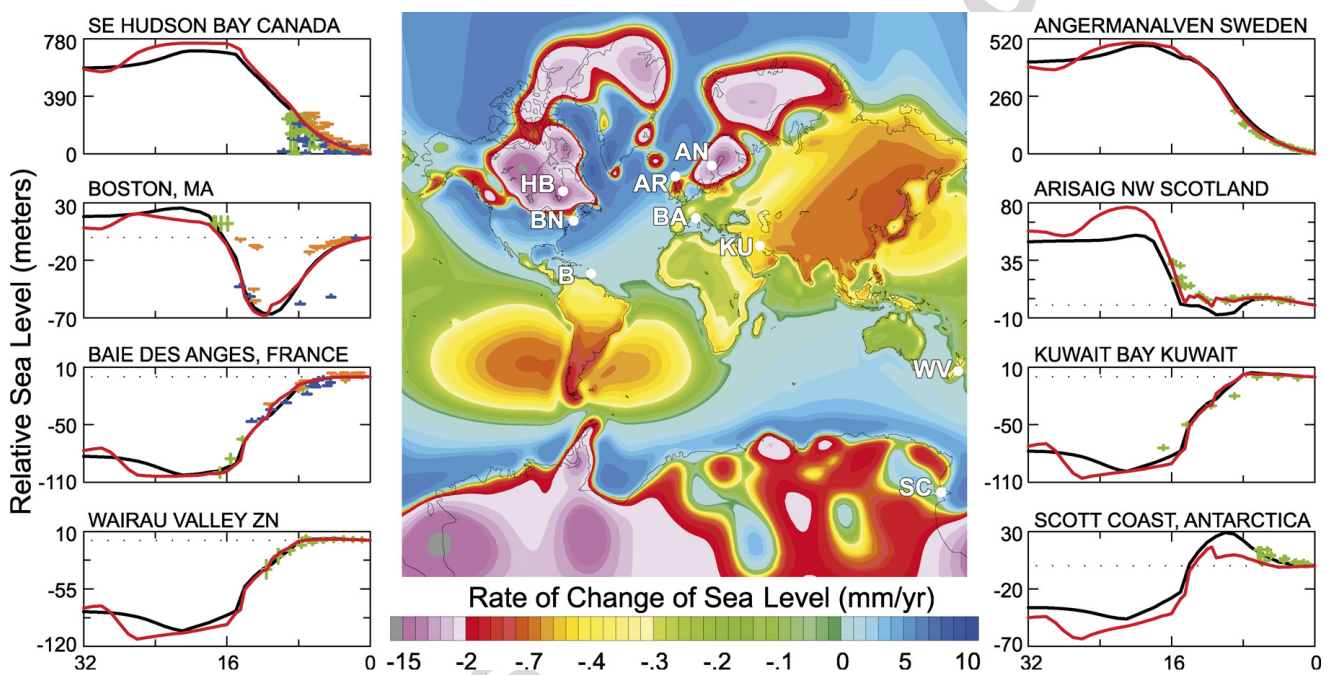 Relative Sea Level (meters)
SE HUDSON BAY CANADA
780
390
0
BOSTON, MA
30
-20
-70
BAIE DES ANGES, FRANCE
10
-50
-110
WAIRAU VALLEY ZN
10
-55
-120
32 16 0
AN
HB
AR
BN
BA
KU
B
WV
SC
Rate of Change of Sea Level (mm/yr)
-15 -2 -.7 -.4 -.3 -.2 -.1 0 5 10
ANGERMANALVEN SWEDEN
520
260
0
ARISAIG NW SCOTLAND
80
35
-10
KUWAIT BAY KUWAIT
10
-50
-110
SCOTT COAST, ANTARCTICA
30
-20
-70
32 16 0